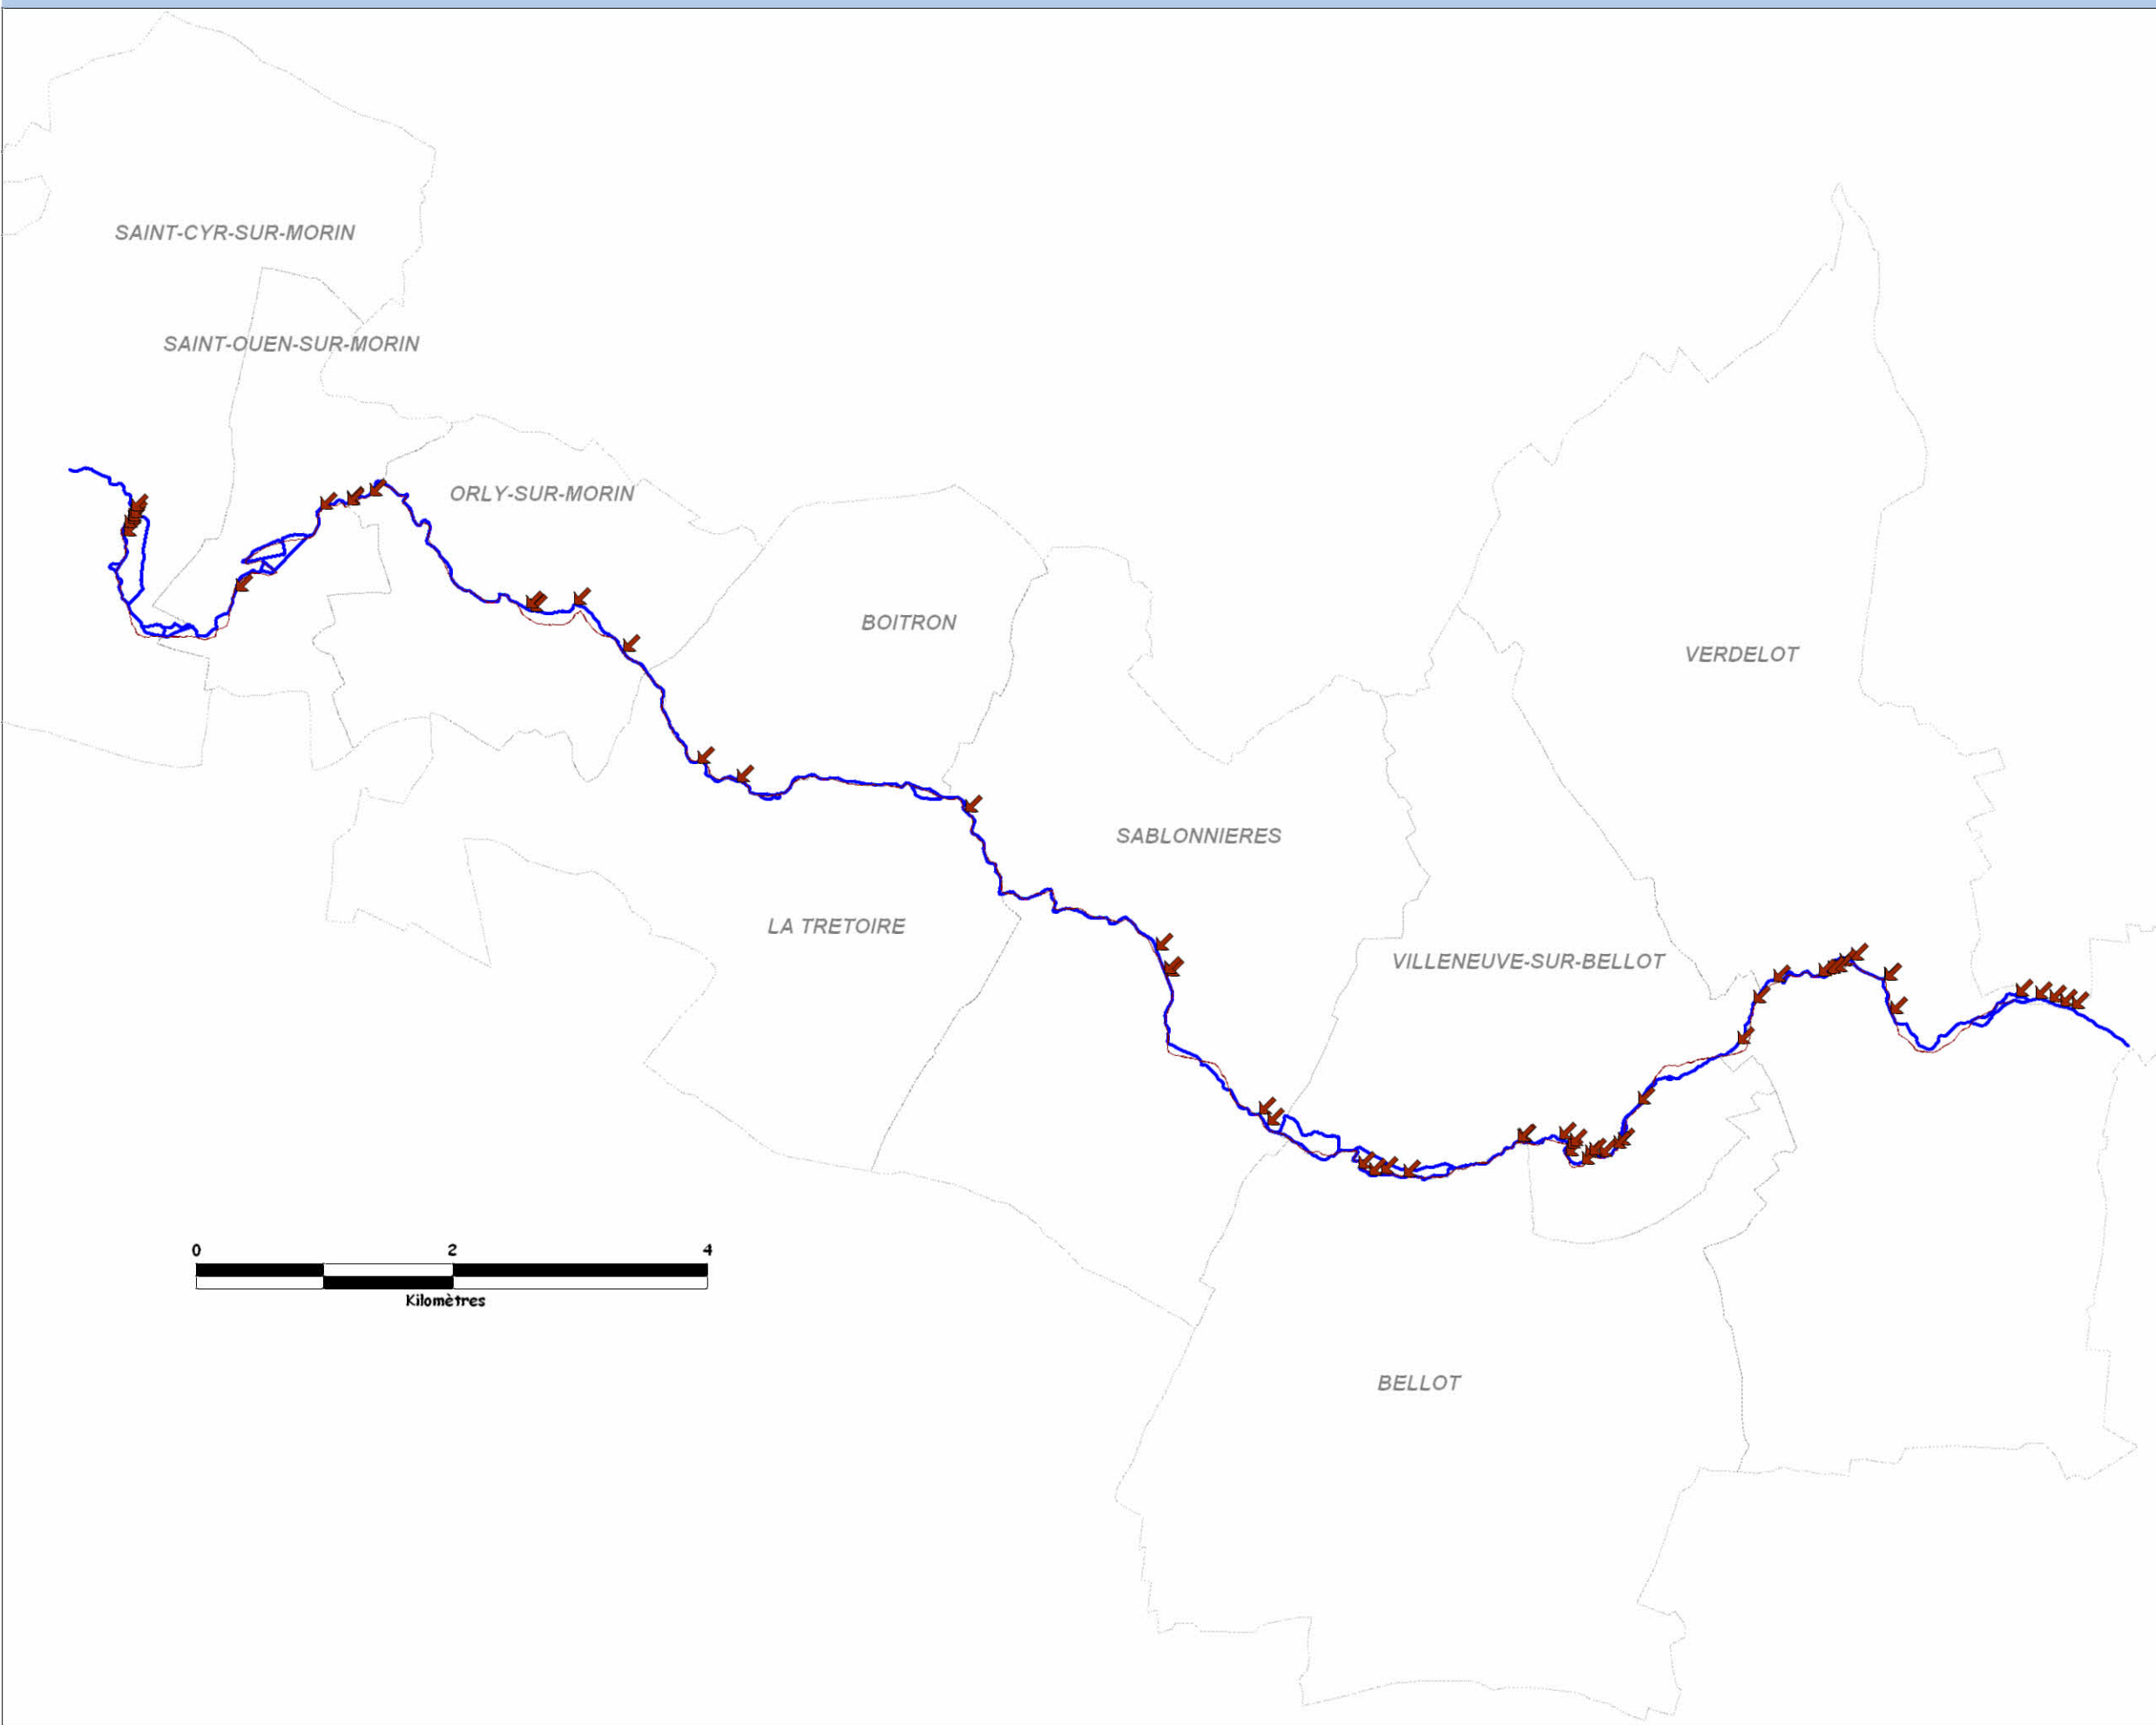 SAINT-CYR-SUR-MORIN
SAINT-OUEN-SUR-MORIN
ORLY-SUR-MORIN
BOITRON
VERDELOT
SABLONNIERES
LA TRETOIRE
VILLENEUVE-SUR-BELLOT
0 2 4
Kilomètres
BELLOT